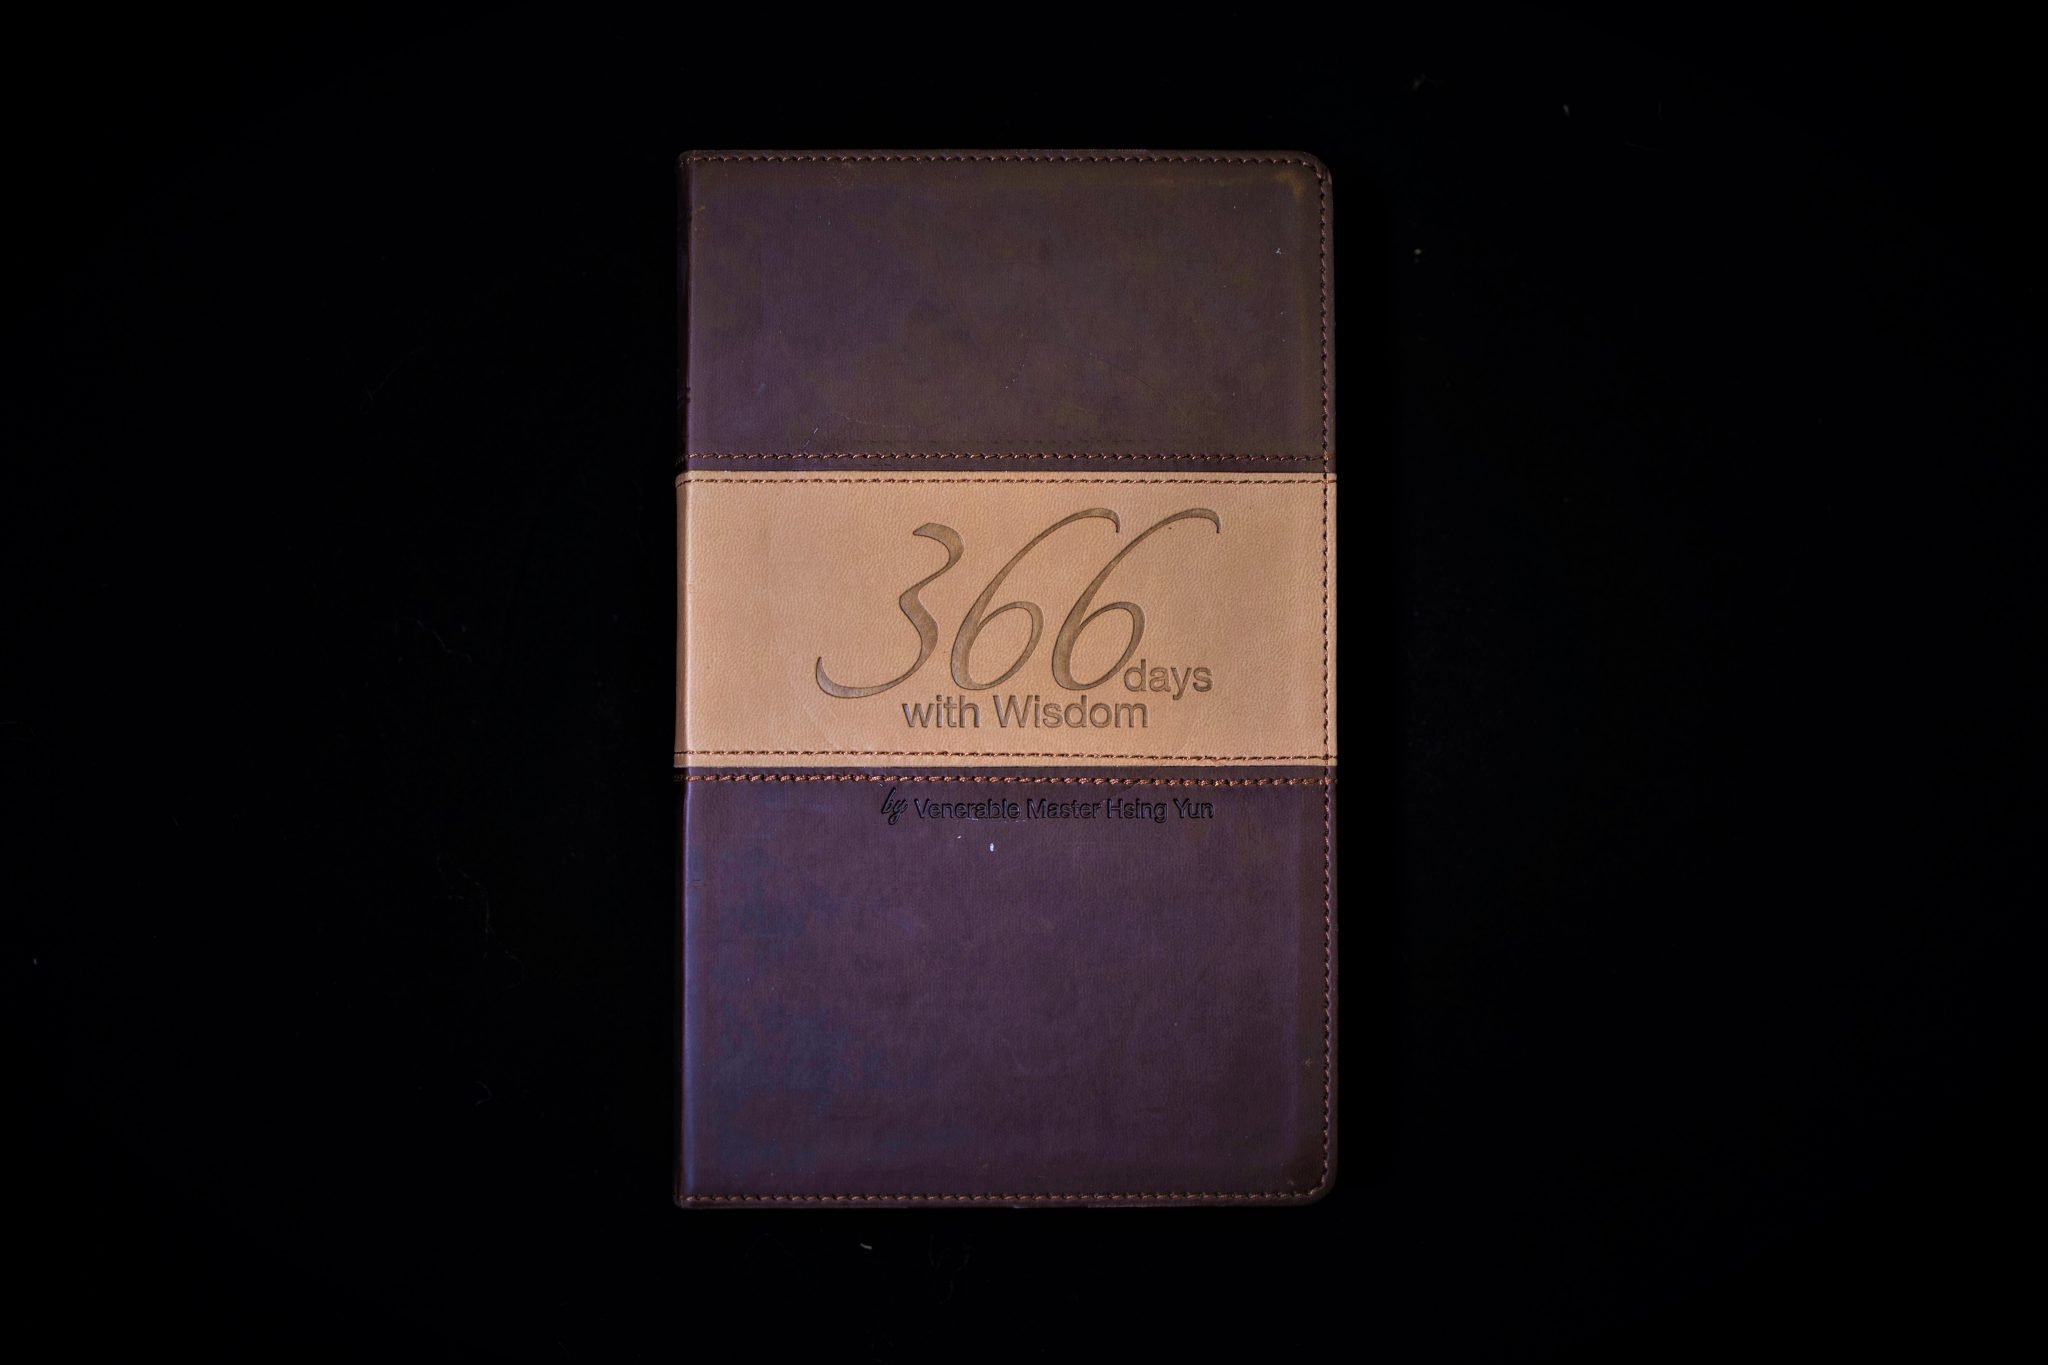 366 days
with Wisdom
by Venerable Master Hsing Yun